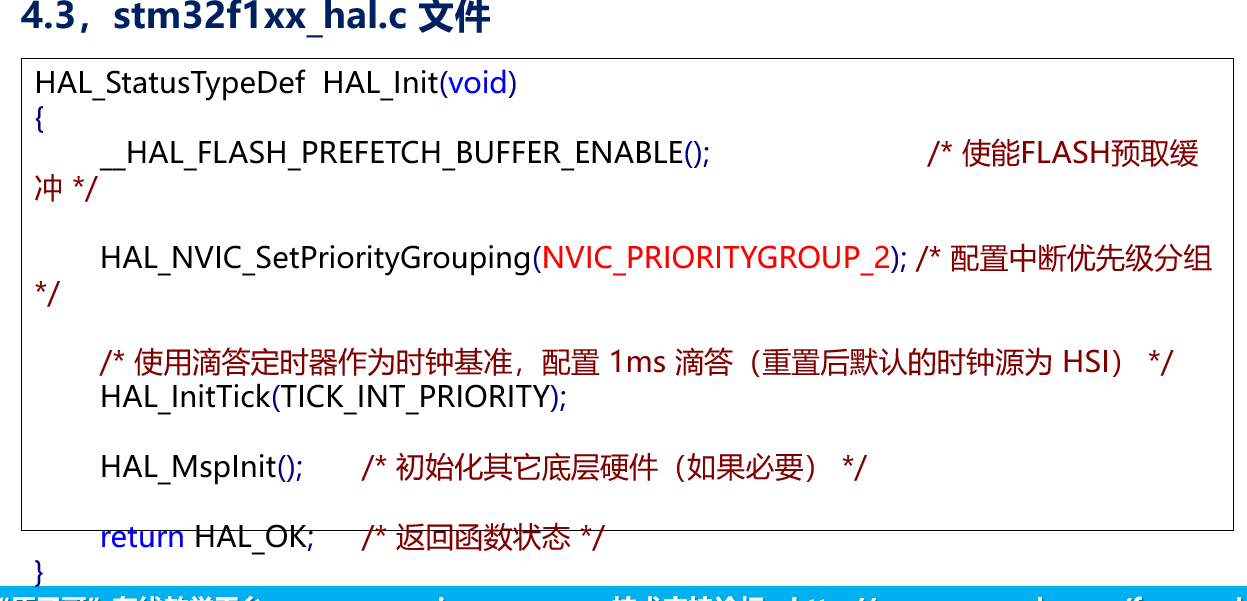 4.3，stm32f1xx_hal.c 文件
HAL_StatusTypeDef HAL_Init(void)
{
__HAL_FLASH_PREFETCH_BUFFER_ENABLE(); /* 使能FLASH预取缓
冲 */
HAL_NVIC_SetPriorityGrouping(NVIC_PRIORITYGROUP_2); /* 配置中断优先级分组
*/
/* 使用滴答定时器作为时钟基准，配置 1ms 滴答（重置后默认的时钟源为 HSI） */
HAL_InitTick(TICK_INT_PRIORITY);
HAL_MspInit(); /* 初始化其它底层硬件（如果必要） */
return HAL_OK; /* 返回函数状态 */
}